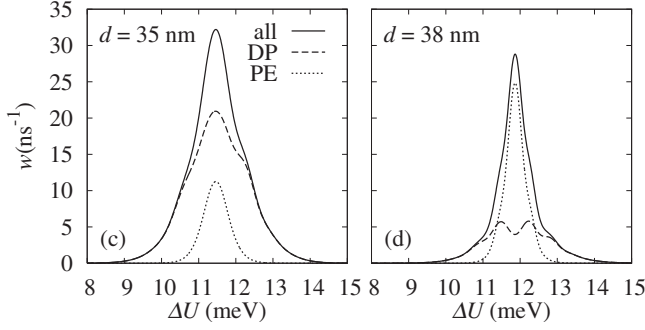 35
30
25
20
15
10
5
0
w(ns⁻¹)
d = 35 nm
all
DP
PE
(c)
8 9 10 11 12 13 14 15
ΔU (meV)
d = 38 nm
(d)
8 9 10 11 12 13 14 15
ΔU (meV)